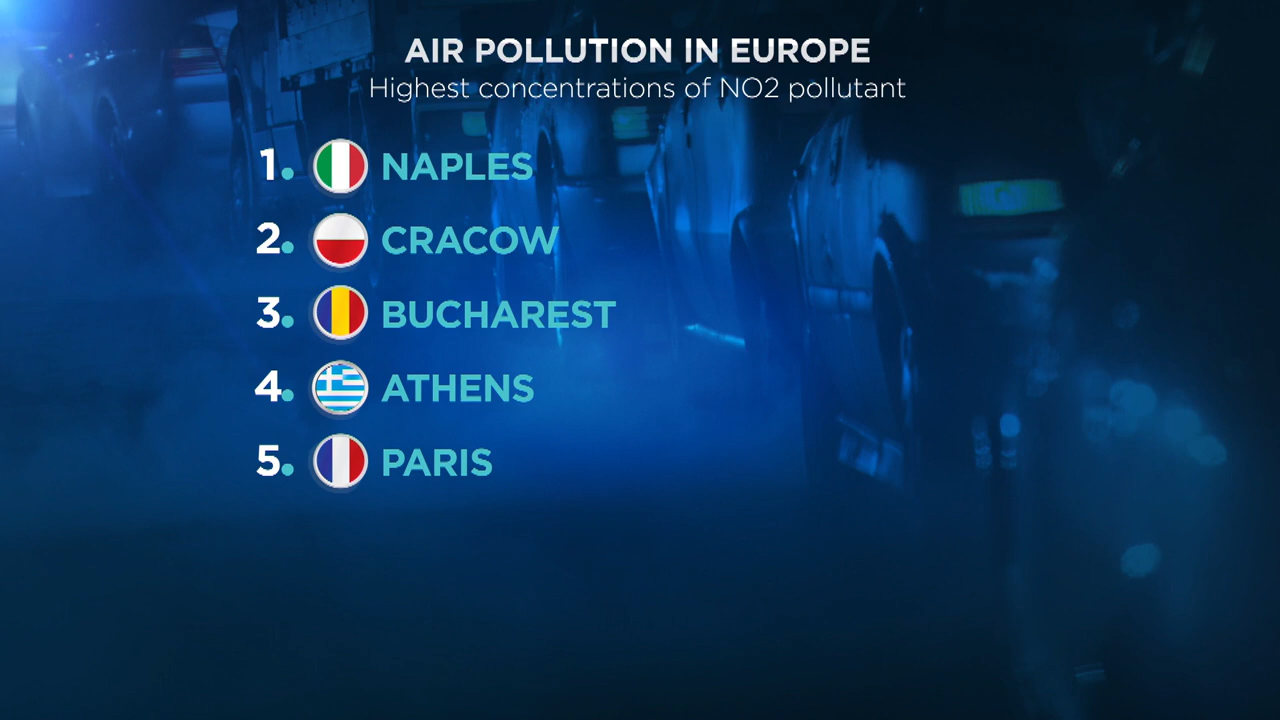 AIR POLLUTION IN EUROPE
Highest concentrations of NO2 pollutant
1. NAPLES
2. CRACOW
3. BUCHAREST
4. ATHENS
5. PARIS